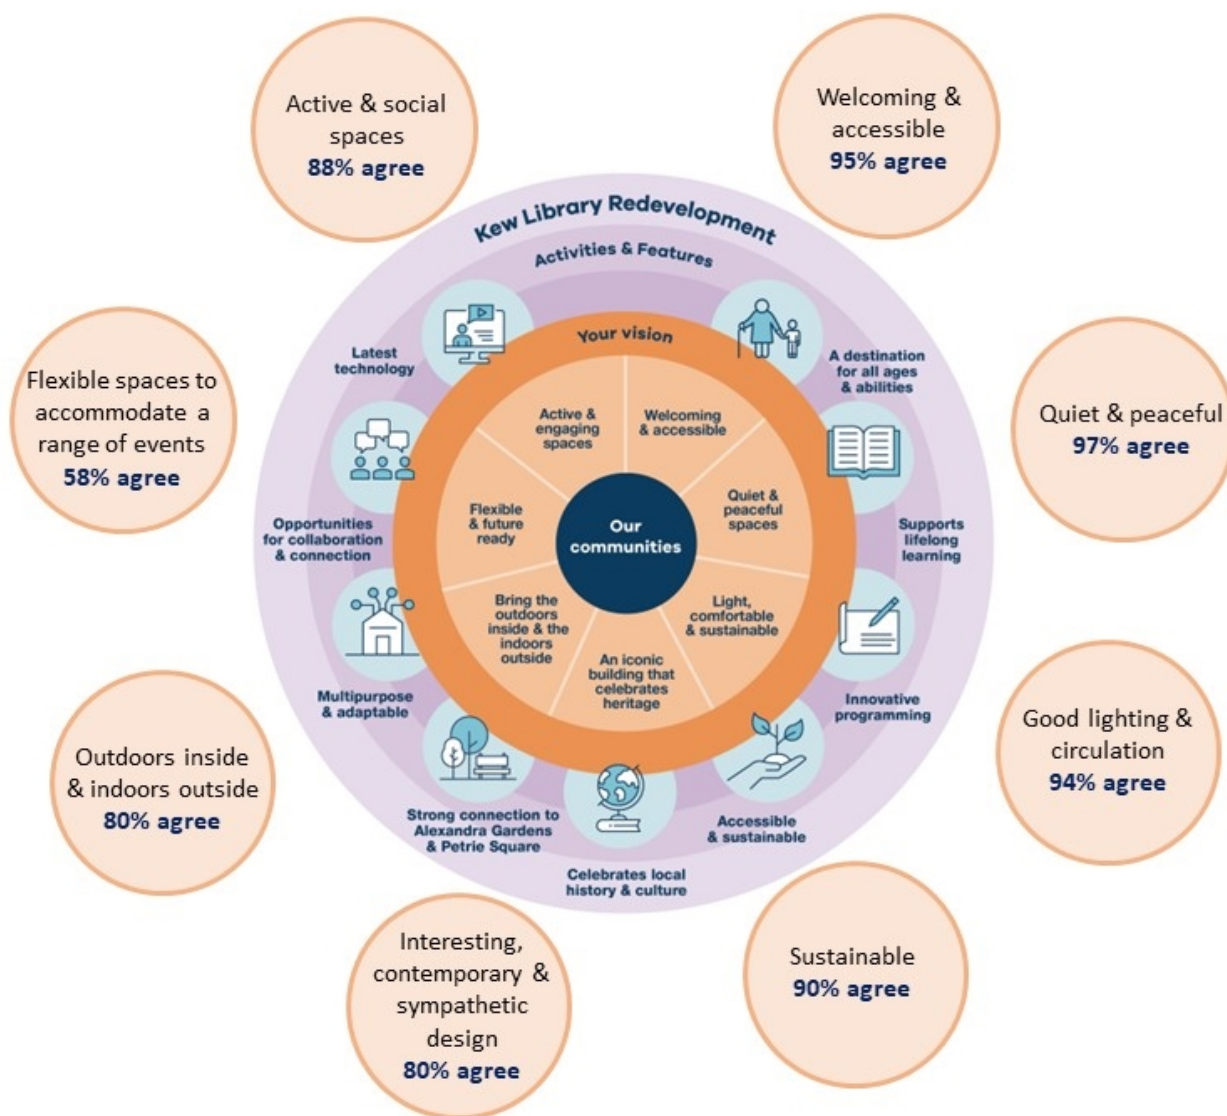 Active & social
spaces
88% agree
Welcoming &
accessible
95% agree
Kew Library Redevelopment
Activities & Features
Your vision
Latest
technology
A destination
for all ages
& abilities
Flexible spaces to
accommodate a
range of events
58% agree
Quiet & peaceful
97% agree
Active &
engaging
spaces
Welcoming
& accessible
Flexible
& future
ready
Our
communities
Quiet &
peaceful
spaces
Opportunities
for collaboration
& connection
Supports
lifelong
learning
Bring the
outdoors
inside & the
indoors
outside
An iconic
building that
celebrates
heritage
Light,
comfortable
& sustainable
Multipurpose
& adaptable
Innovative
programming
Outdoors inside
& indoors outside
80% agree
Good lighting &
circulation
94% agree
Strong connection to
Alexandra Gardens
& Petrie Square
Celebrates local
history & culture
Accessible
& sustainable
Interesting,
contemporary &
sympathetic
design
80% agree
Sustainable
90% agree